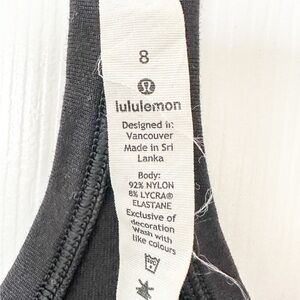 8
lululemon
Designed in
Vancouver
Made in Sri
Lanka
Body:
92% NYLON
8% LYCRA®
ELASTANE
Exclusive of
decoration
Wash with
like colours